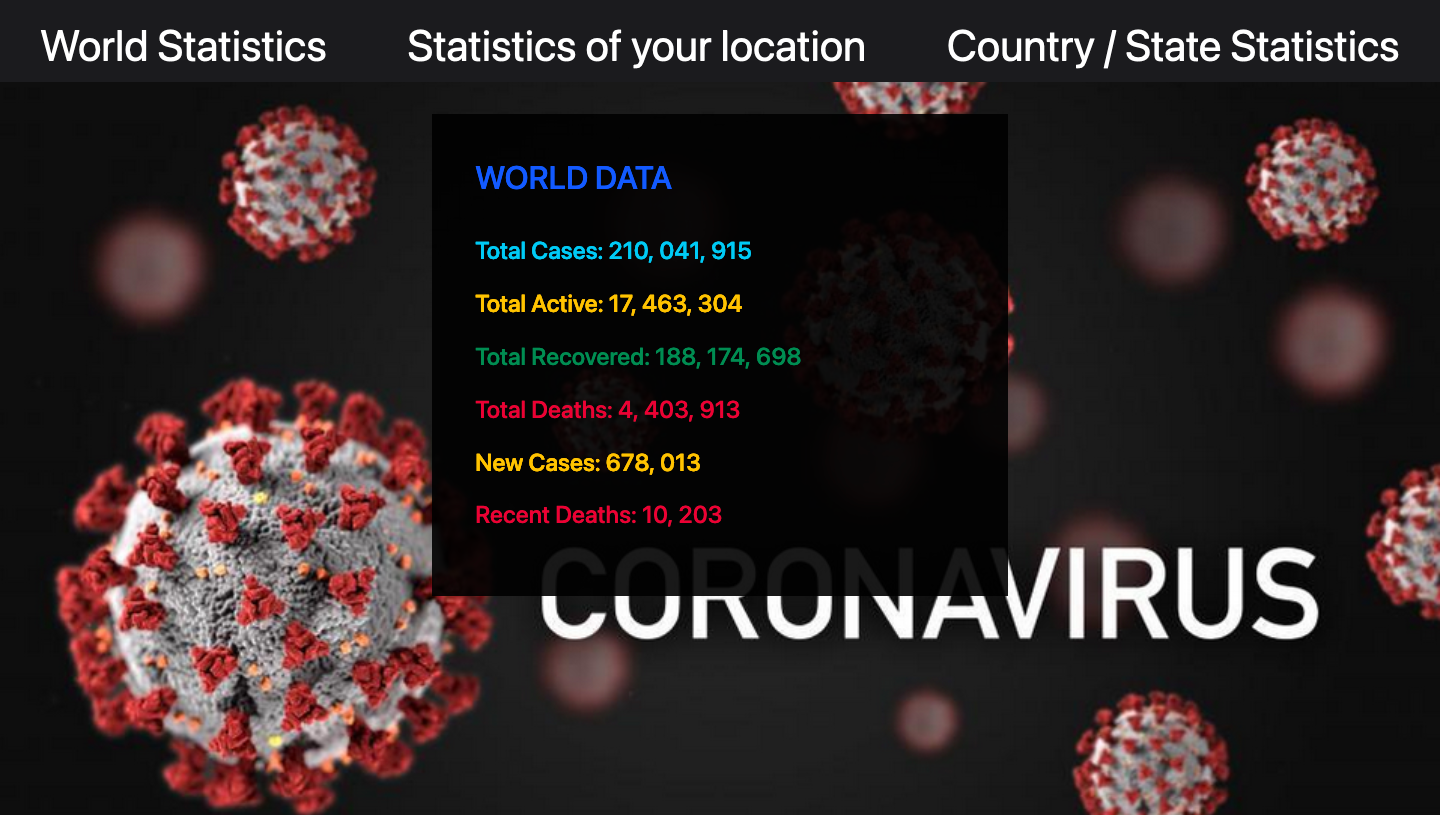 World Statistics Statistics of your location Country / State Statistics
WORLD DATA
Total Cases: 210, 041, 915
Total Active: 17, 463, 304
Total Recovered: 188, 174, 698
Total Deaths: 4, 403, 913
New Cases: 678, 013
Recent Deaths: 10, 203
CORONAVIRUS